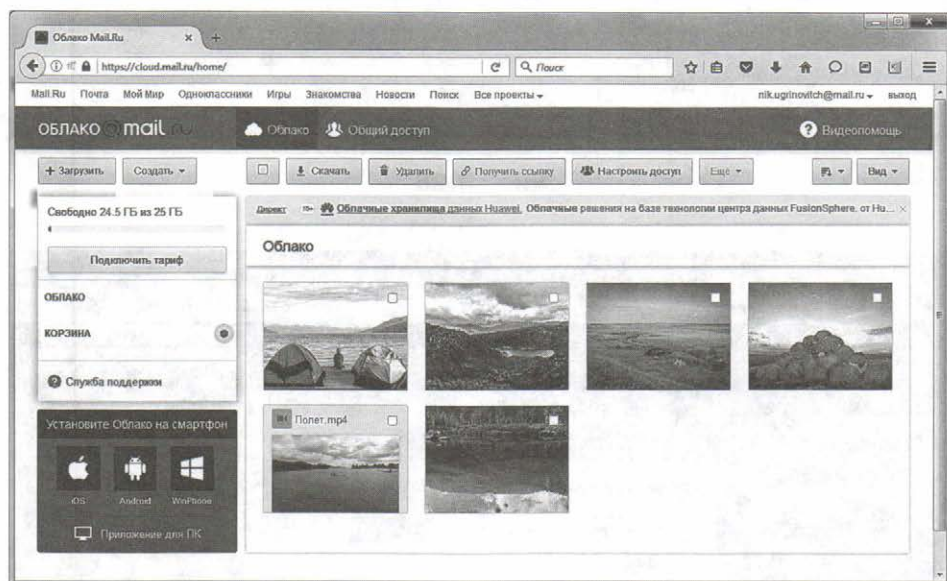 Облако Mail.Ru
https://cloud.mail.ru/home/
Поиск
Mail.Ru Почта Мой Мир Одноклассники Игры Знакомства Новости Поиск Все проекты
nik.ugrinovitch@mail.ru выход
ОБЛАКО @mail.ru Облако Общий доступ Видеопомощь
+ Загрузить Создать Скачать Удалить Получить ссылку Настроить доступ Ещё Вид
Свободно 24.5 ГБ из 25 ГБ
Подключить тариф
ОБЛАКО
КОРЗИНА
Служба поддержки
Установите Облако на смартфон
iOS Android WinPhone
Приложение для ПК
Директ Облачные хранилища данных Huawei. Облачные решения на базе технологии центра данных FusionSphere. от Hu...
Облако
Полет.mp4